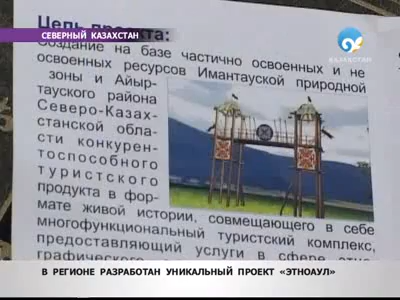 СЕВЕРНЫЙ КАЗАХСТАН
Цель проекта:
Создание на базе частично освоенных и не
освоенных ресурсов Имантауской природной
зоны и Айыр-
тауского района
Северо-Казах-
станской обла-
сти конкурен-
тоспособного
туристского
продукта в фор-
мате живой истории, совмещающего в себе
многофункциональный туристский комплекс,
предоставляющий услуги в сфере этно
КАЗАХСТАН
В РЕГИОНЕ РАЗРАБОТАН УНИКАЛЬНЫЙ ПРОЕКТ «ЭТНОАУЛ»